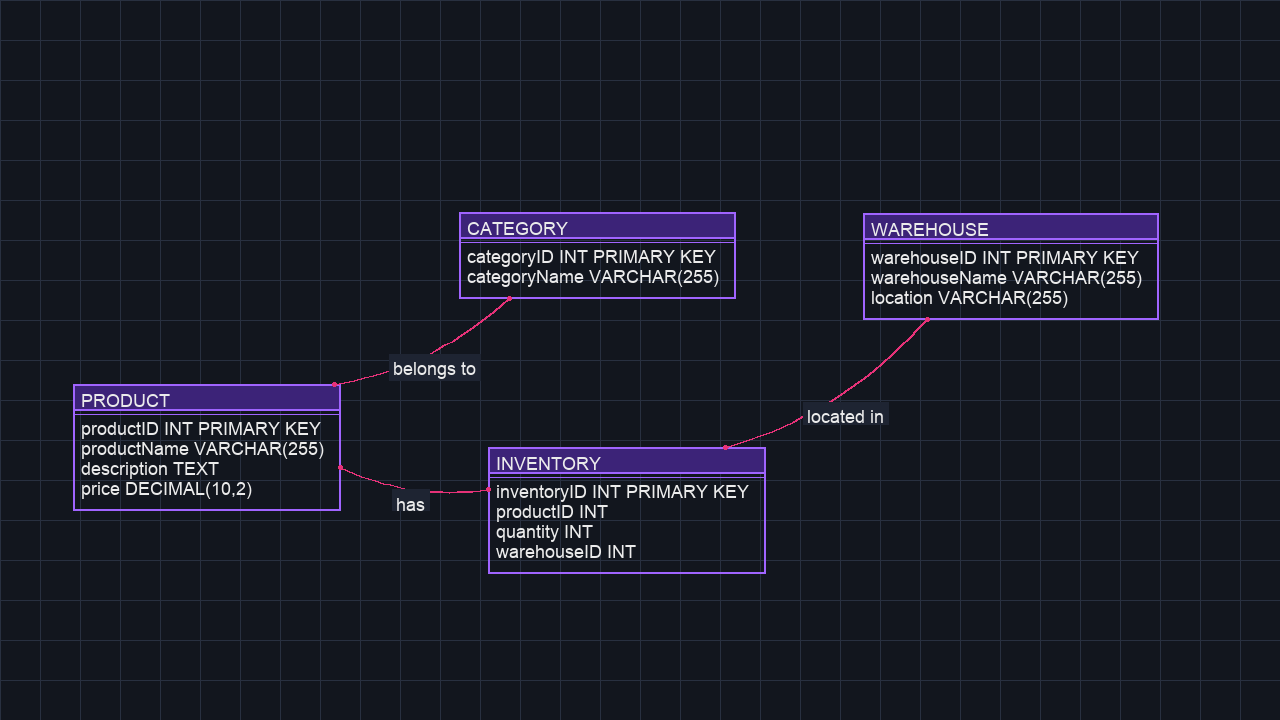 CATEGORY
categoryID INT PRIMARY KEY
categoryName VARCHAR(255)
WAREHOUSE
warehouseID INT PRIMARY KEY
warehouseName VARCHAR(255)
location VARCHAR(255)
belongs to
PRODUCT
productID INT PRIMARY KEY
productName VARCHAR(255)
description TEXT
price DECIMAL(10,2)
located in
has
INVENTORY
inventoryID INT PRIMARY KEY
productID INT
quantity INT
warehouseID INT